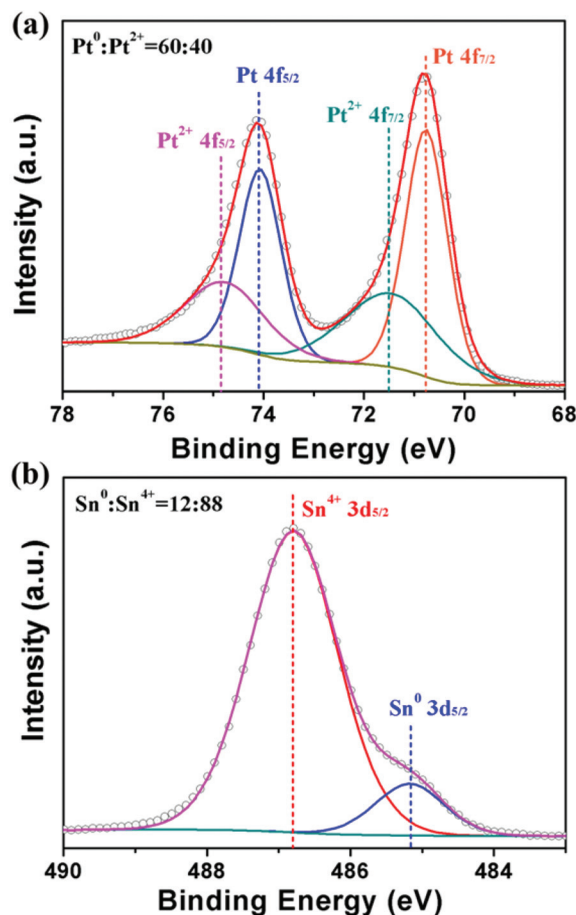 (a)
Pt⁰:Pt²⁺=60:40
Pt 4f₇/₂
Pt 4f₅/₂
Pt²⁺ 4f₇/₂
Pt²⁺ 4f₅/₂
Intensity (a.u.)
78 76 74 72 70 68
Binding Energy (eV)
(b)
Sn⁰:Sn⁴⁺=12:88
Sn⁴⁺ 3d₅/₂
Sn⁰ 3d₅/₂
Intensity (a.u.)
490 488 486 484
Binding Energy (eV)